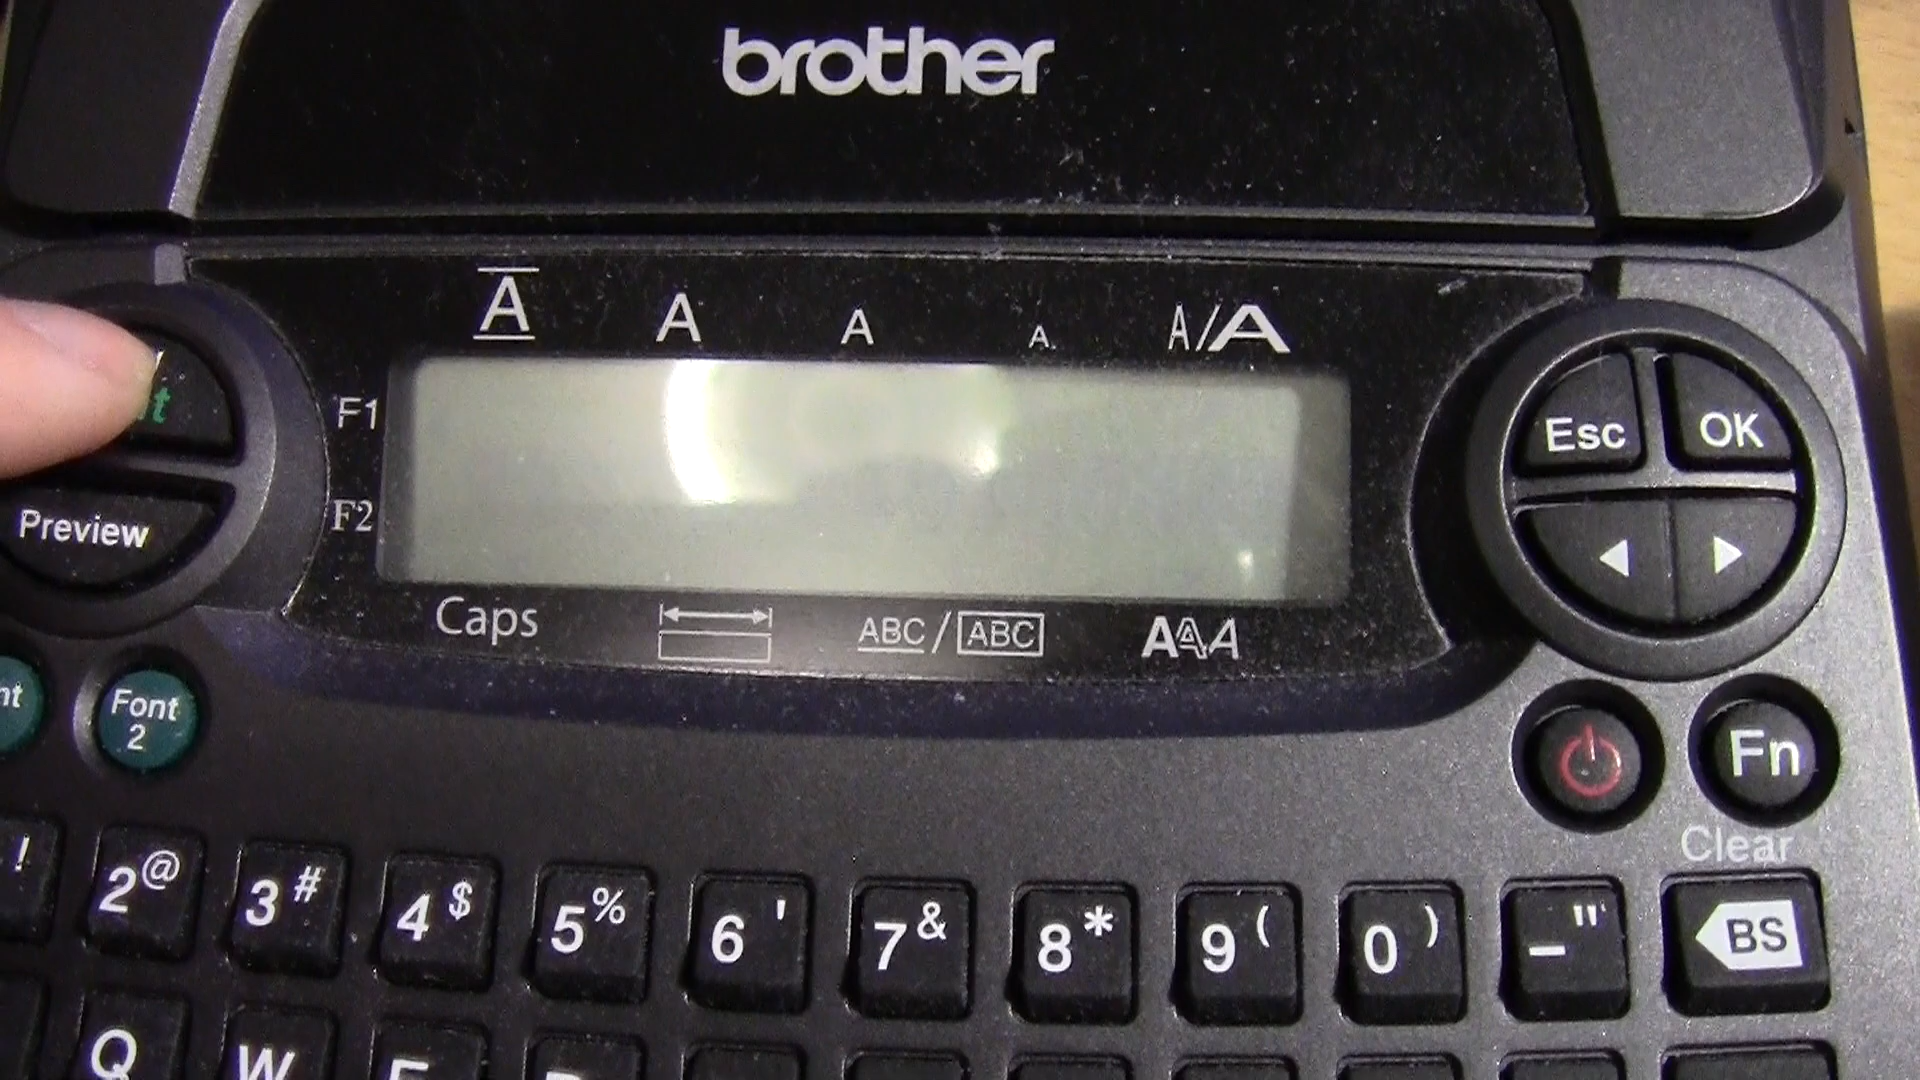 brother
A A A A A/A
F1
F2
Esc OK
Preview
Caps ABC / ABC AAA
Font 2
Fn
Clear
! 2 @ 3 # 4 $ 5 % 6 ' 7 & 8 * 9 ( 0 ) - " BS
Q W